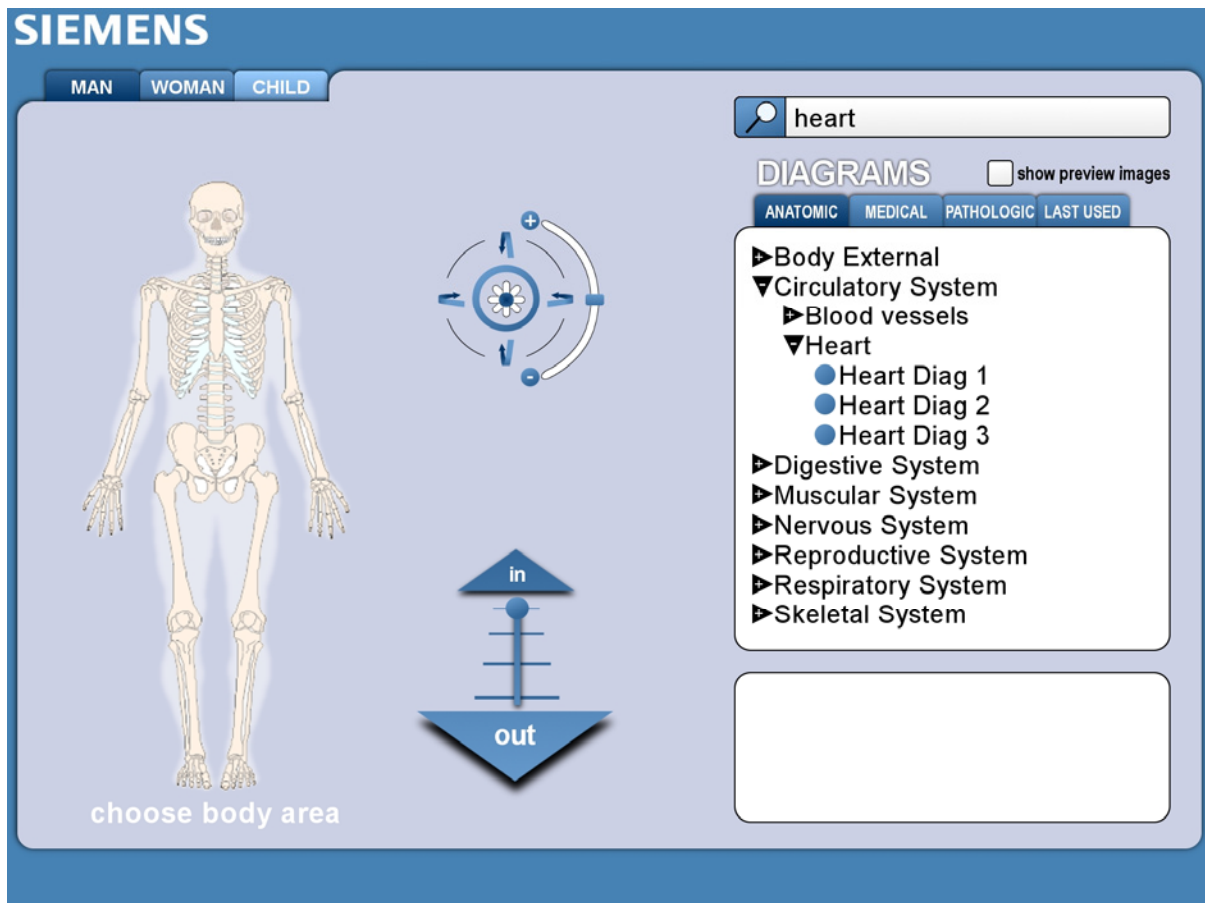 SIEMENS
MAN WOMAN CHILD
heart
DIAGRAMS
show preview images
ANATOMIC MEDICAL PATHOLOGIC LAST USED
Body External
Circulatory System
Blood vessels
Heart
Heart Diag 1
Heart Diag 2
Heart Diag 3
Digestive System
Muscular System
Nervous System
Reproductive System
Respiratory System
Skeletal System
+
-
in
out
choose body area